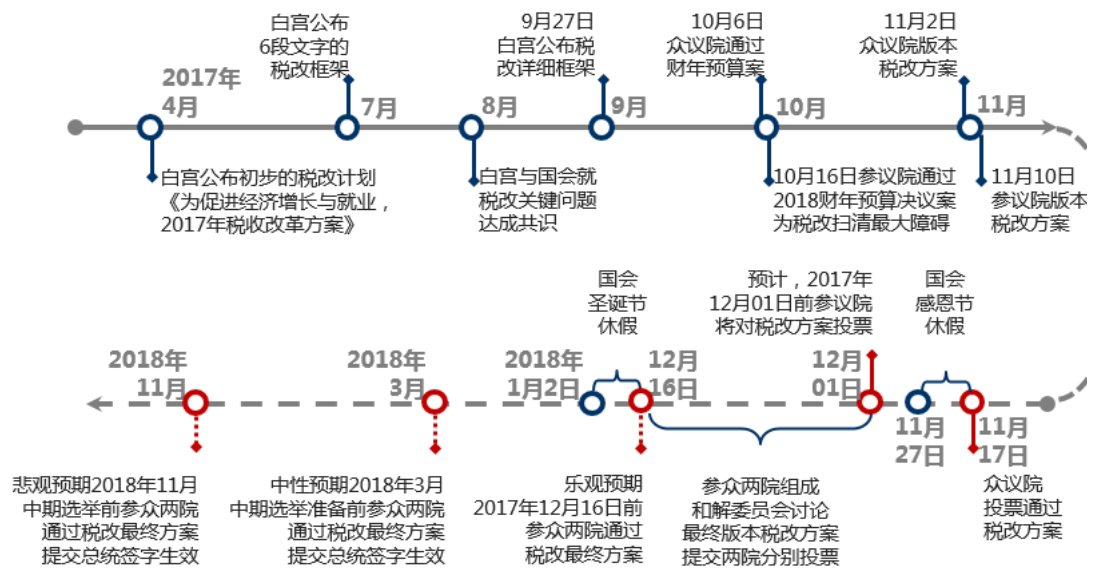 白宫公布
6段文字的
税改框架
9月27日
白宫公布税
改详细框架
10月6日
众议院通过
财年预算案
11月2日
众议院版本
税改方案
2017年
4月
7月
8月
9月
10月
11月
白宫公布初步的税改计划
《为促进经济增长与就业，
2017年税收改革方案》
白宫与国会就
税改关键问题
达成共识
10月16日参议院通过
2018财年预算决议案
为税改扫清最大障碍
11月10日
参议院版本
税改方案
国会
圣诞节
休假
预计，2017年
12月01日前参议院
将对税改方案投票
国会
感恩节
休假
2018年
11月
2018年
3月
2018年
1月2日
12月
16日
12月
01日
11月
27日
11月
17日
悲观预期2018年11月
中期选举前参众两院
通过税改最终方案
提交总统签字生效
中性预期2018年3月
中期选举准备前参众两院
通过税改最终方案
提交总统签字生效
乐观预期
2017年12月16日前
参众两院通过
税改最终方案
参众两院组成
和解委员会讨论
最终版本税改方案
提交两院分别投票
众议院
投票通过
税改方案